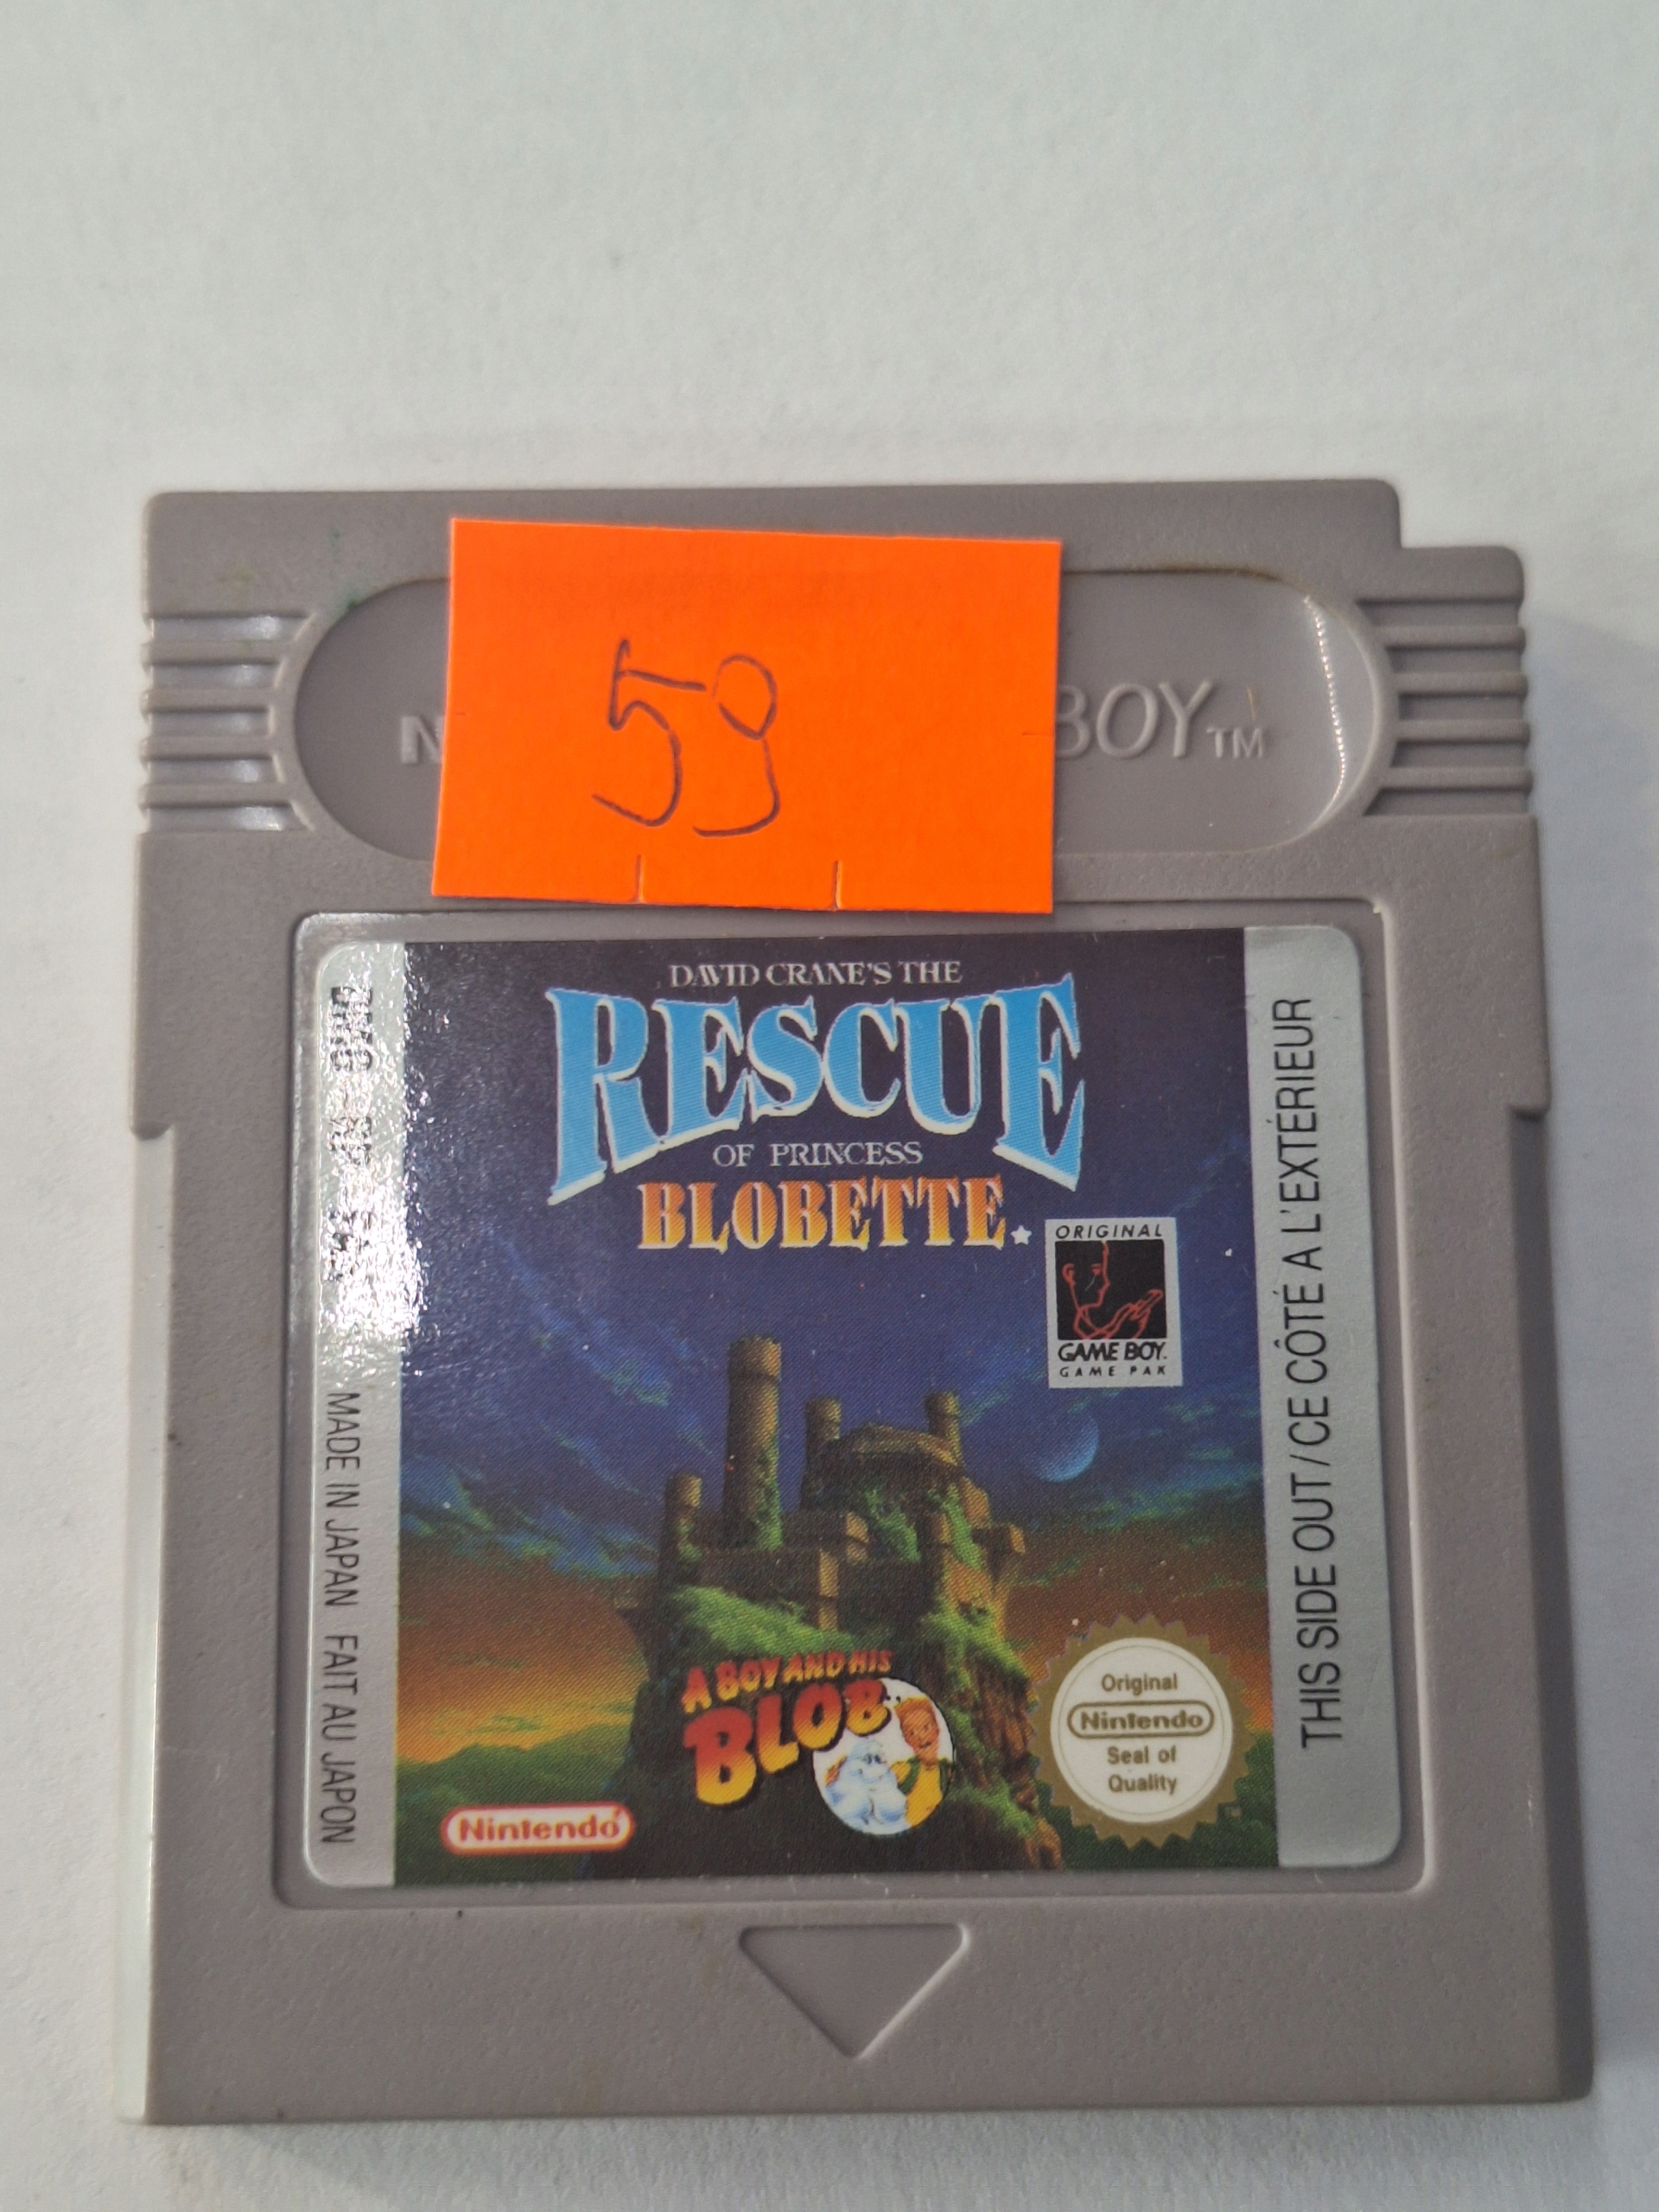 59
BOY™
DAVID CRANE'S THE
RESCUE
OF PRINCESS
BLOBETTE.
ORIGINAL
GAME BOY.
GAME PAK
A BOY AND HIS
BLOB
Nintendo
Original
Nintendo
Seal of
Quality
MADE IN JAPAN FAIT AU JAPON
THIS SIDE OUT/CE CÔTÉ A L'EXTÉRIEUR